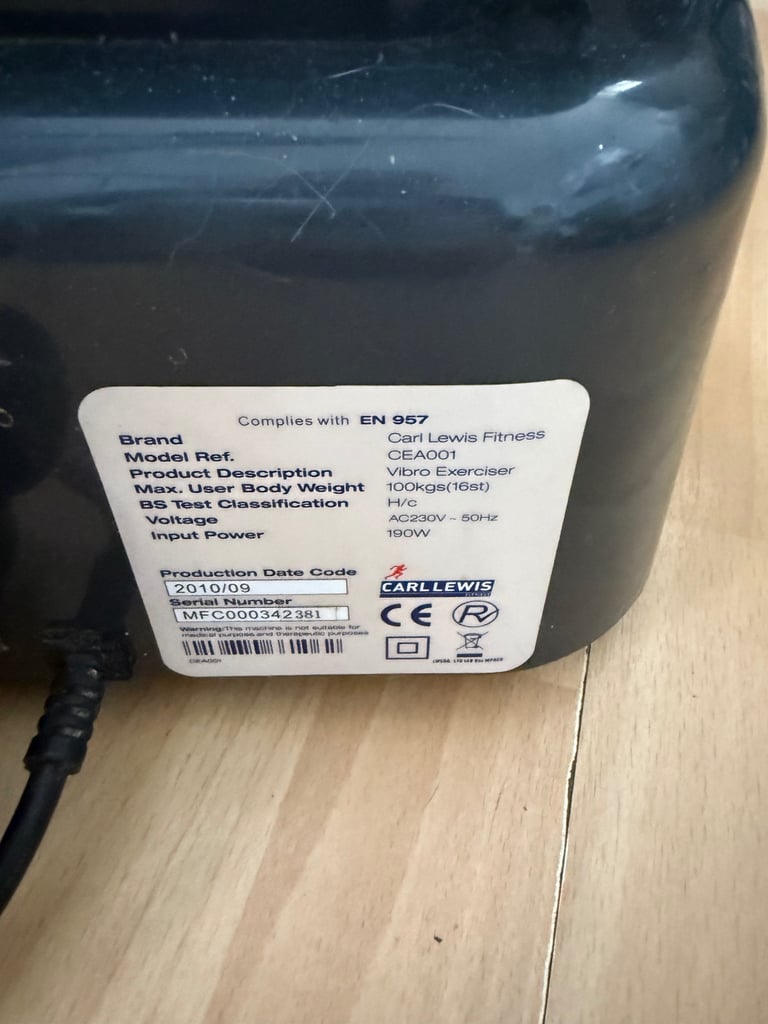 Complies with EN 957
Brand Carl Lewis Fitness
Model Ref. CEA001
Product Description Vibro Exerciser
Max. User Body Weight 100kgs(16st)
BS Test Classification H/c
Voltage AC230V ~ 50Hz
Input Power 190W
Production Date Code
2010/09
Serial Number
MFC000342381
Warning:This machine is not suitable for
medical purpose and therapeutic purposes
CEA001
CARL LEWIS
CE